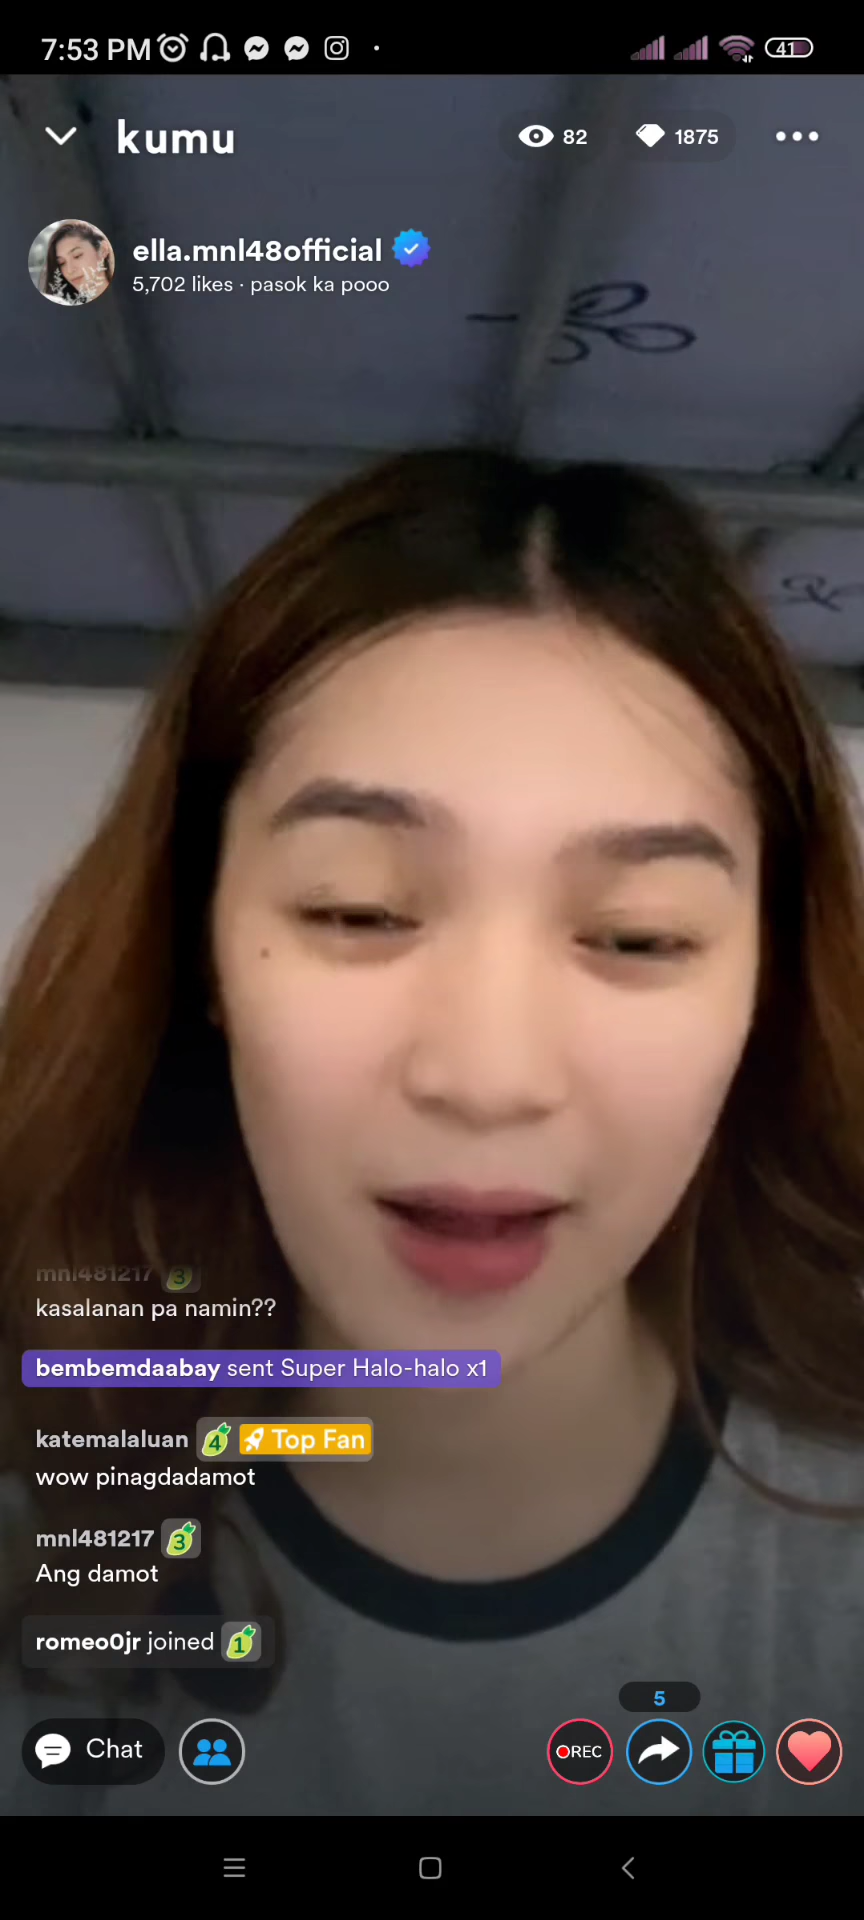 7:53 PM
41
kumu
82
1875
ella.mnl48official
5,702 likes · pasok ka pooo
mnl481217 3
kasalanan pa namin??
bembemdaabay sent Super Halo-halo x1
katemalaluan 4 Top Fan
wow pinagdadamot
mnl481217 3
Ang damot
romeo0jr joined 1
5
Chat
REC